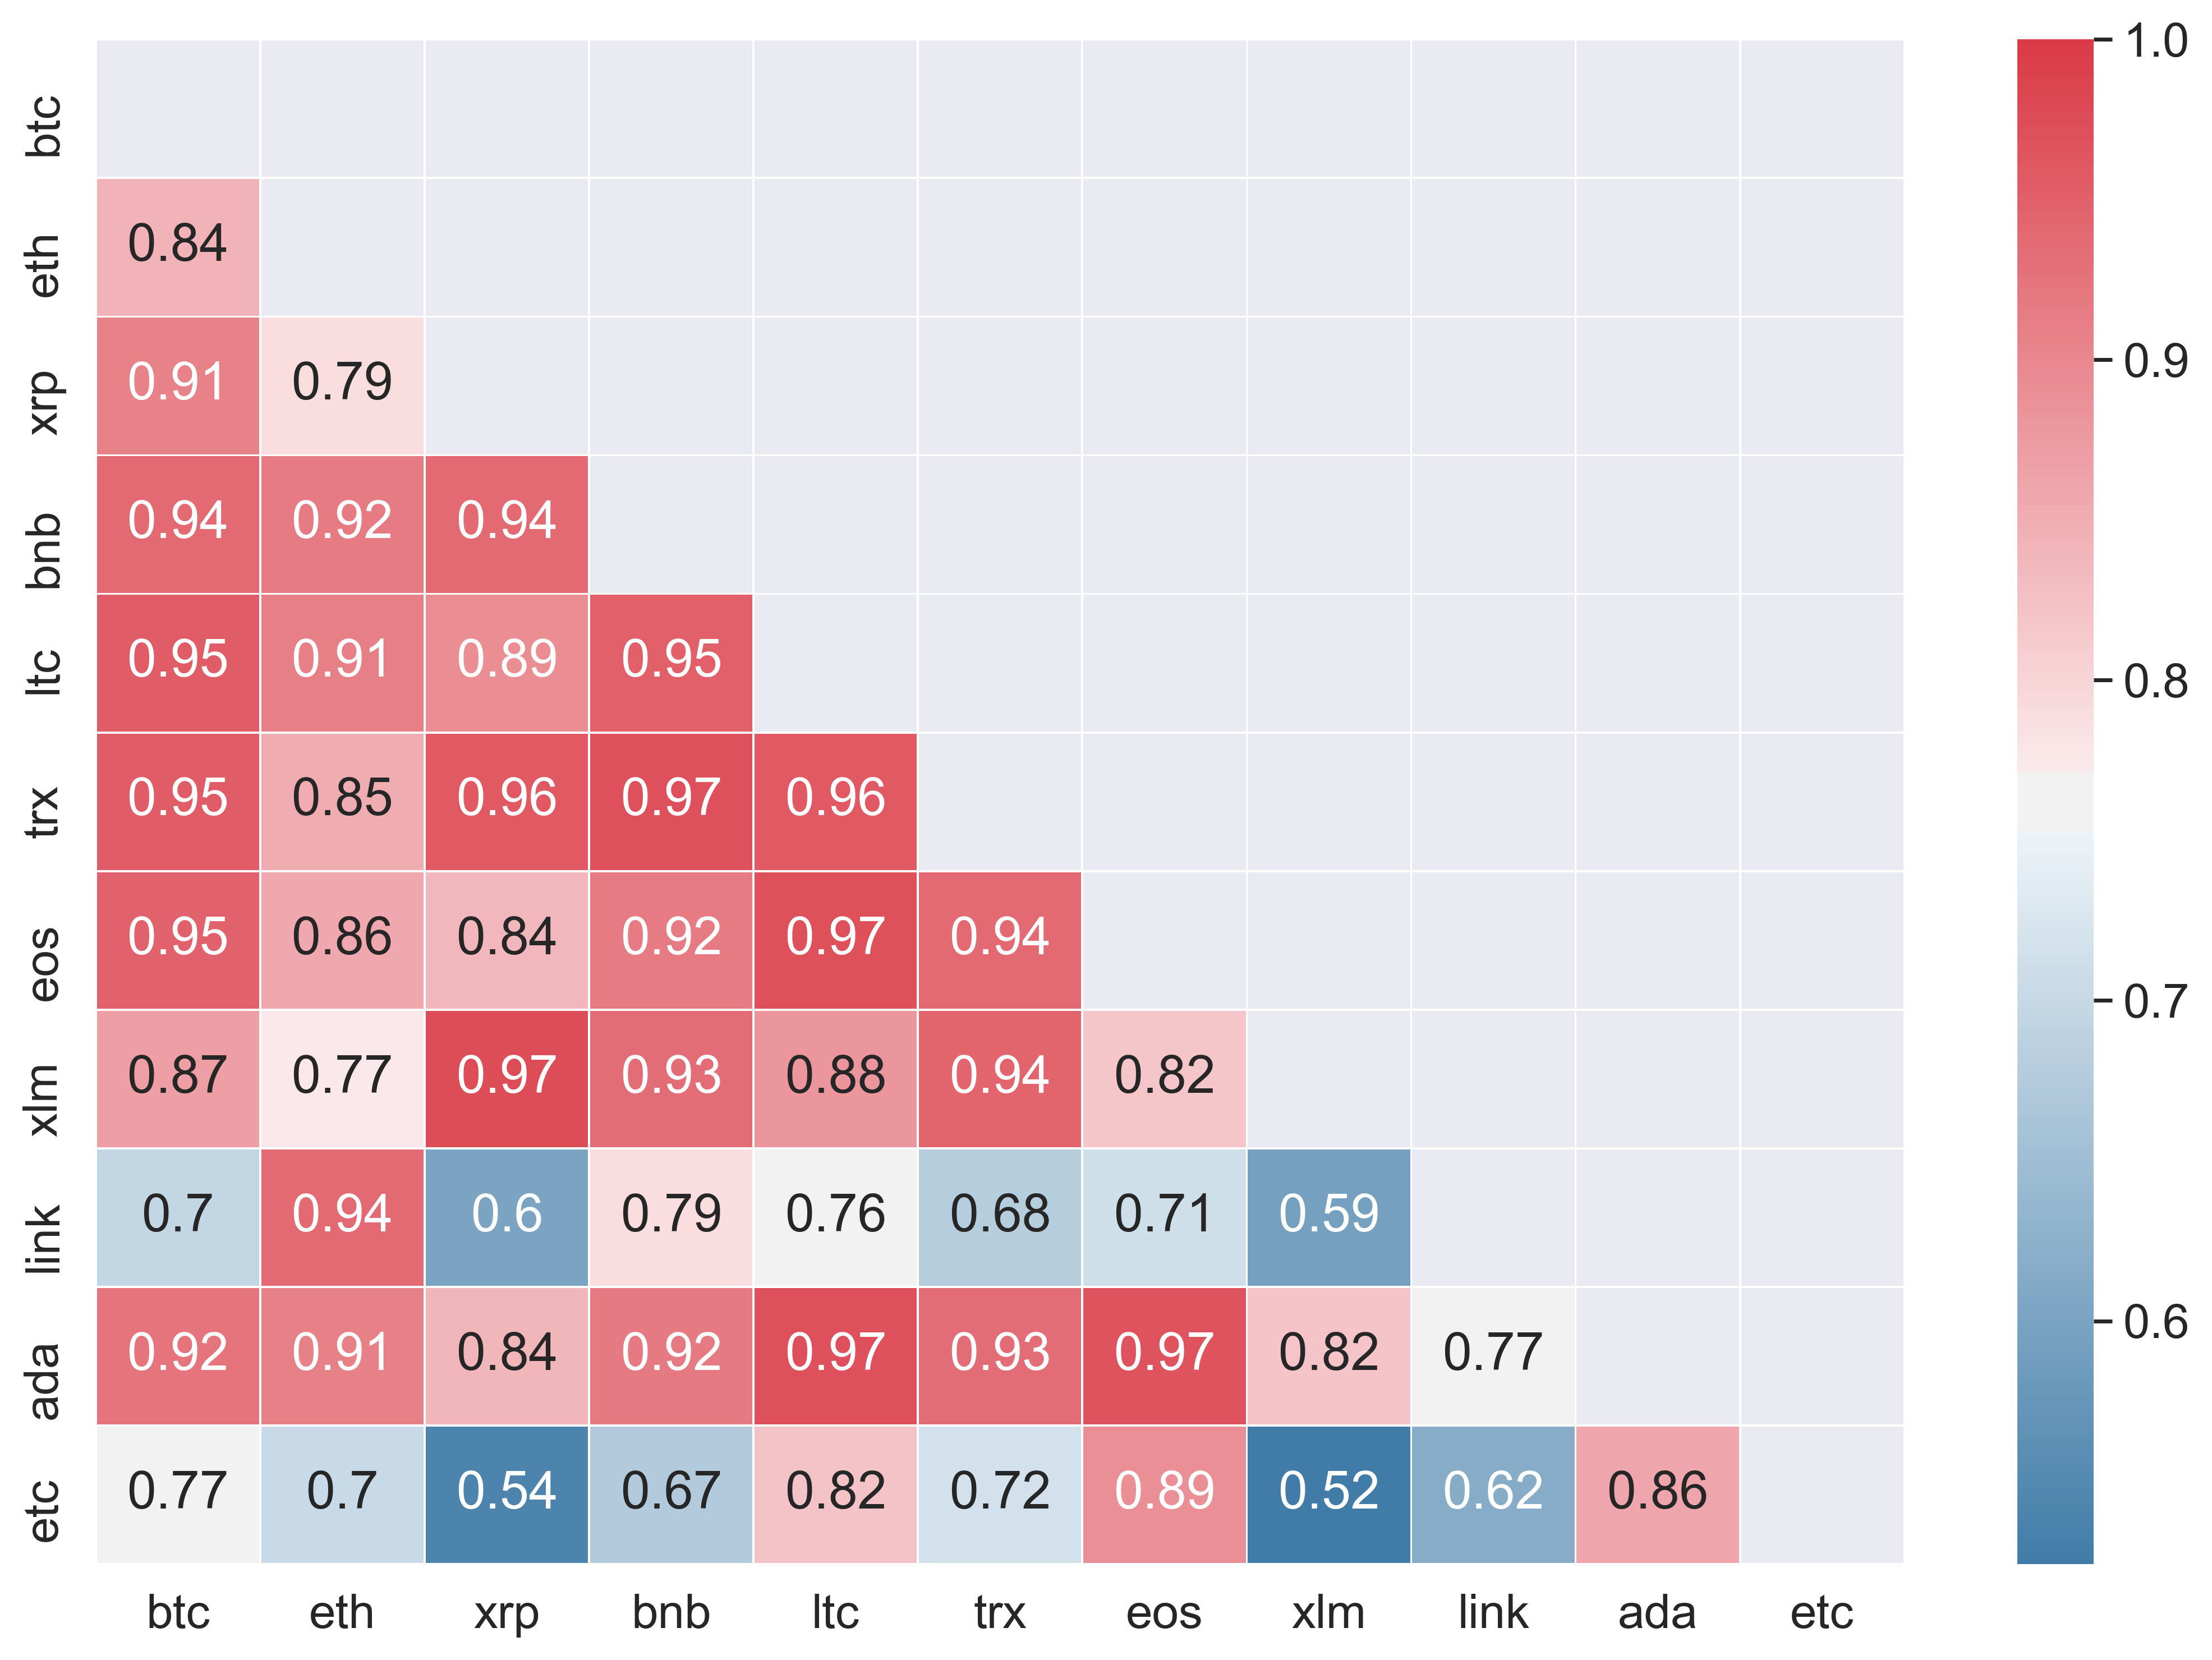 1.0
btc
eth 0.84
xrp 0.91 0.79 0.9
bnb 0.94 0.92 0.94
ltc 0.95 0.91 0.89 0.95 0.8
trx 0.95 0.85 0.96 0.97 0.96
eos 0.95 0.86 0.84 0.92 0.97 0.94 0.7
xlm 0.87 0.77 0.97 0.93 0.88 0.94 0.82
link 0.7 0.94 0.6 0.79 0.76 0.68 0.71 0.59
ada 0.92 0.91 0.84 0.92 0.97 0.93 0.97 0.82 0.77 0.6
etc 0.77 0.7 0.54 0.67 0.82 0.72 0.89 0.52 0.62 0.86
btc eth xrp bnb ltc trx eos xlm link ada etc